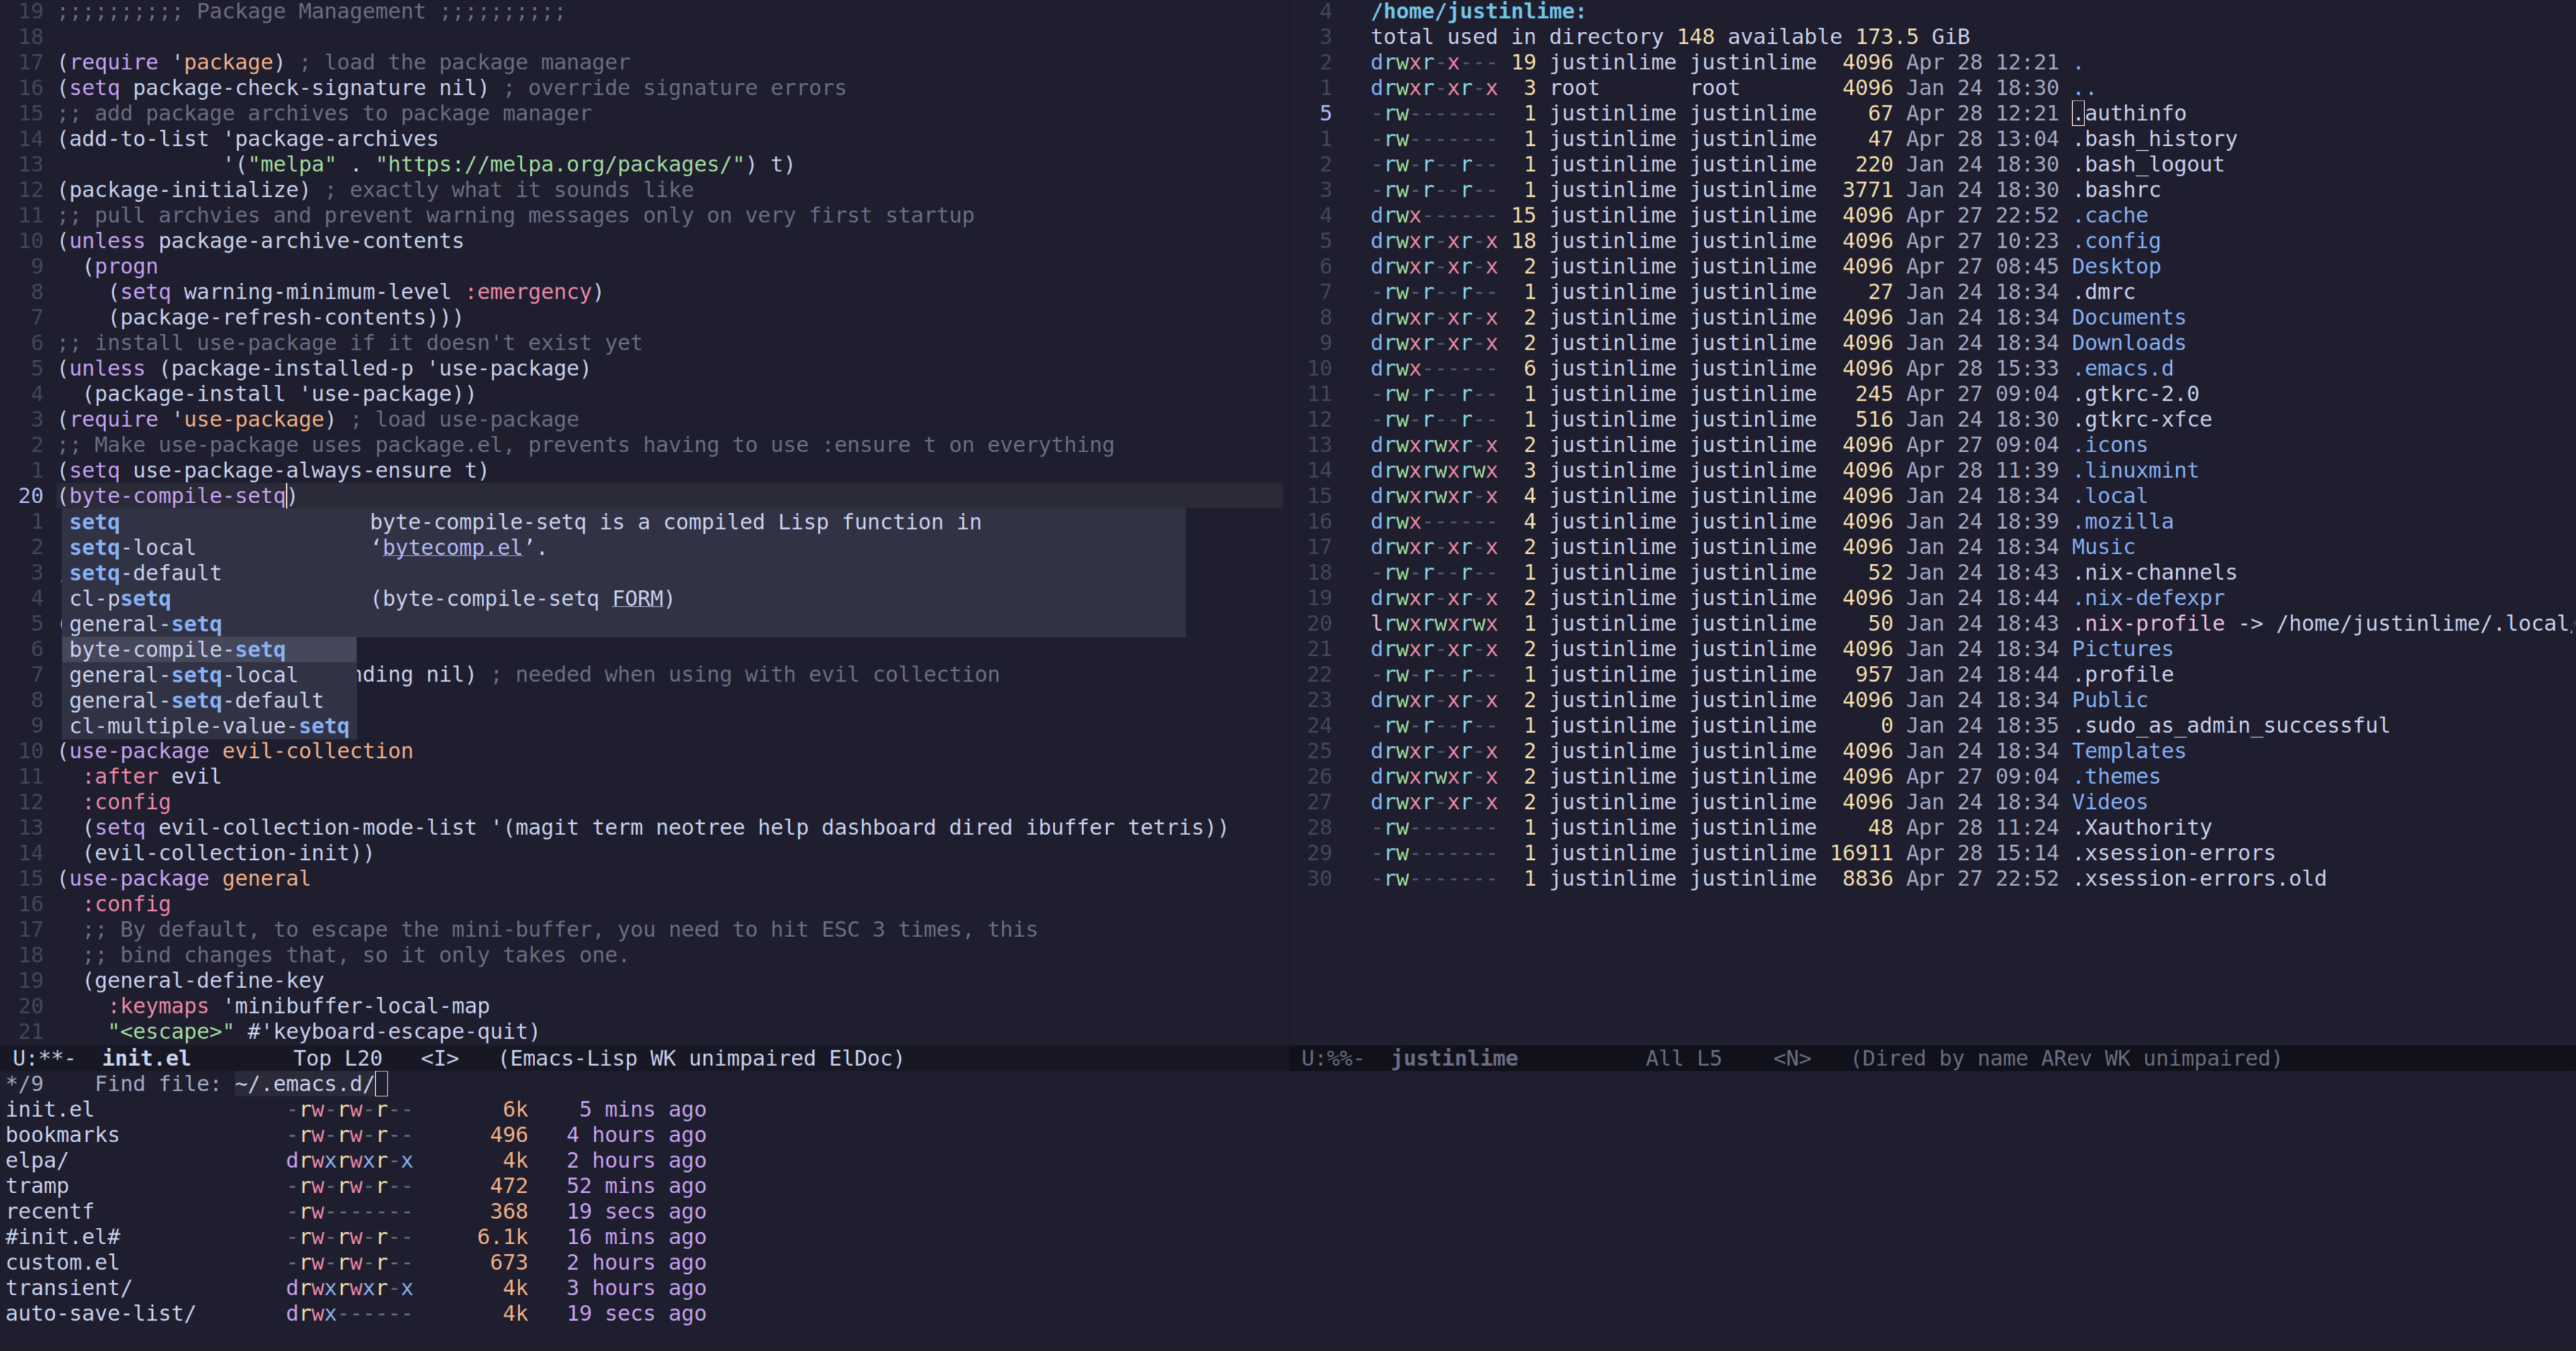 19 ;;;;;;;;;; Package Management ;;;;;;;;;;
18
17 (require 'package) ; load the package manager
16 (setq package-check-signature nil) ; override signature errors
15 ;; add package archives to package manager
14 (add-to-list 'package-archives
13              '("melpa" . "https://melpa.org/packages/") t)
12 (package-initialize) ; exactly what it sounds like
11 ;; pull archvies and prevent warning messages only on very first startup
10 (unless package-archive-contents
9   (progn
8     (setq warning-minimum-level :emergency)
7     (package-refresh-contents)))
6 ;; install use-package if it doesn't exist yet
5 (unless (package-installed-p 'use-package)
4   (package-install 'use-package))
3 (require 'use-package) ; load use-package
2 ;; Make use-package uses package.el, prevents having to use :ensure t on everything
1 (setq use-package-always-ensure t)
20 (byte-compile-setq)
1 setq                byte-compile-setq is a compiled Lisp function in
2 setq-local          ‘bytecomp.el’.
3 setq-default
4 cl-psetq            (byte-compile-setq FORM)
5 general-setq
6 byte-compile-setq
7 general-setq-local nding nil) ; needed when using with evil collection
8 general-setq-default
9 cl-multiple-value-setq
10 (use-package evil-collection
11   :after evil
12   :config
13   (setq evil-collection-mode-list '(magit term neotree help dashboard dired ibuffer tetris))
14   (evil-collection-init))
15 (use-package general
16   :config
17   ;; By default, to escape the mini-buffer, you need to hit ESC 3 times, this
18   ;; bind changes that, so it only takes one.
19   (general-define-key
20     :keymaps 'minibuffer-local-map
21     "<escape>" #'keyboard-escape-quit)
U:**-  init.el        Top L20   <I>   (Emacs-Lisp WK unimpaired ElDoc)
4 /home/justinlime:
3 total used in directory 148 available 173.5 GiB
2 drwxr-x--- 19 justinlime justinlime  4096 Apr 28 12:21 .
1 drwxr-xr-x  3 root       root        4096 Jan 24 18:30 ..
5 -rw-------  1 justinlime justinlime    67 Apr 28 12:21 .authinfo
1 -rw-------  1 justinlime justinlime    47 Apr 28 13:04 .bash_history
2 -rw-r--r--  1 justinlime justinlime   220 Jan 24 18:30 .bash_logout
3 -rw-r--r--  1 justinlime justinlime  3771 Jan 24 18:30 .bashrc
4 drwx------ 15 justinlime justinlime  4096 Apr 27 22:52 .cache
5 drwxr-xr-x 18 justinlime justinlime  4096 Apr 27 10:23 .config
6 drwxr-xr-x  2 justinlime justinlime  4096 Apr 27 08:45 Desktop
7 -rw-r--r--  1 justinlime justinlime    27 Jan 24 18:34 .dmrc
8 drwxr-xr-x  2 justinlime justinlime  4096 Jan 24 18:34 Documents
9 drwxr-xr-x  2 justinlime justinlime  4096 Jan 24 18:34 Downloads
10 drwx------  6 justinlime justinlime  4096 Apr 28 15:33 .emacs.d
11 -rw-r--r--  1 justinlime justinlime   245 Apr 27 09:04 .gtkrc-2.0
12 -rw-r--r--  1 justinlime justinlime   516 Jan 24 18:30 .gtkrc-xfce
13 drwxrwxr-x  2 justinlime justinlime  4096 Apr 27 09:04 .icons
14 drwxrwxrwx  3 justinlime justinlime  4096 Apr 28 11:39 .linuxmint
15 drwxrwxr-x  4 justinlime justinlime  4096 Jan 24 18:34 .local
16 drwx------  4 justinlime justinlime  4096 Jan 24 18:39 .mozilla
17 drwxr-xr-x  2 justinlime justinlime  4096 Jan 24 18:34 Music
18 -rw-r--r--  1 justinlime justinlime    52 Jan 24 18:43 .nix-channels
19 drwxr-xr-x  2 justinlime justinlime  4096 Jan 24 18:44 .nix-defexpr
20 lrwxrwxrwx  1 justinlime justinlime    50 Jan 24 18:43 .nix-profile -> /home/justinlime/.local
21 drwxr-xr-x  2 justinlime justinlime  4096 Jan 24 18:34 Pictures
22 -rw-r--r--  1 justinlime justinlime   957 Jan 24 18:44 .profile
23 drwxr-xr-x  2 justinlime justinlime  4096 Jan 24 18:34 Public
24 -rw-r--r--  1 justinlime justinlime     0 Jan 24 18:35 .sudo_as_admin_successful
25 drwxr-xr-x  2 justinlime justinlime  4096 Jan 24 18:34 Templates
26 drwxrwxr-x  2 justinlime justinlime  4096 Apr 27 09:04 .themes
27 drwxr-xr-x  2 justinlime justinlime  4096 Jan 24 18:34 Videos
28 -rw-------  1 justinlime justinlime    48 Apr 28 11:24 .Xauthority
29 -rw-------  1 justinlime justinlime 16911 Apr 28 15:14 .xsession-errors
30 -rw-------  1 justinlime justinlime  8836 Apr 27 22:52 .xsession-errors.old
U:%%-  justinlime          All L5    <N>   (Dired by name ARev WK unimpaired)
*/9    Find file: ~/.emacs.d/
init.el               -rw-rw-r--       6k    5 mins ago
bookmarks             -rw-rw-r--      496   4 hours ago
elpa/                 drwxrwxr-x       4k   2 hours ago
tramp                 -rw-rw-r--      472   52 mins ago
recentf               -rw-------      368   19 secs ago
#init.el#             -rw-rw-r--     6.1k   16 mins ago
custom.el             -rw-rw-r--      673   2 hours ago
transient/            drwxrwxr-x       4k   3 hours ago
auto-save-list/       drwx------       4k   19 secs ago